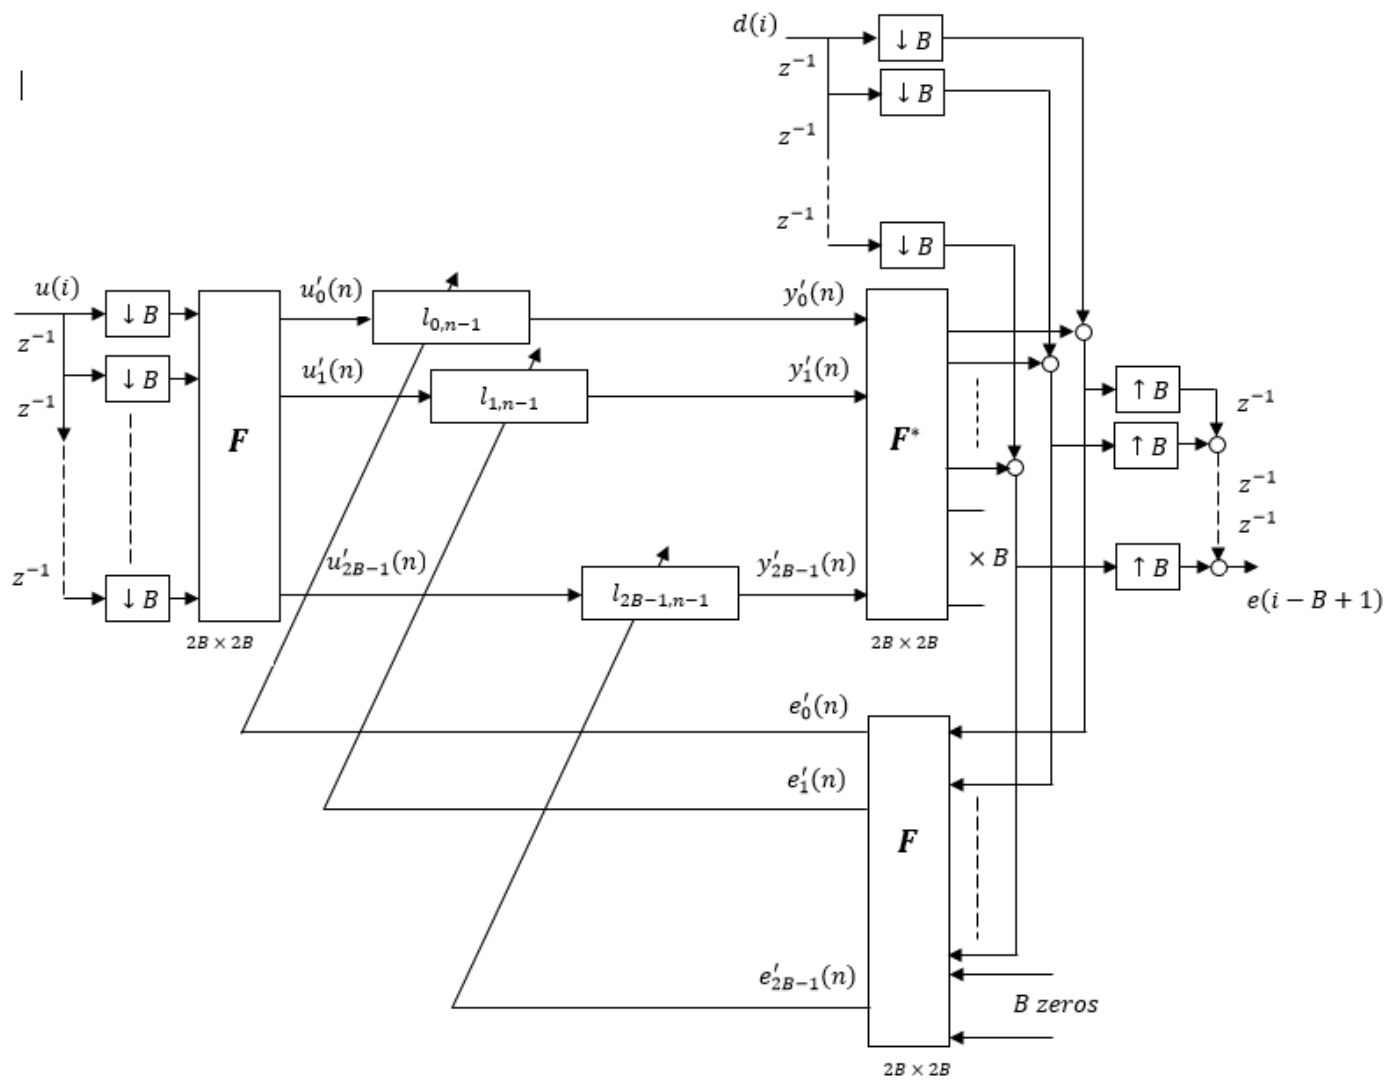 d(i)
↓ B
z⁻¹
↓ B
z⁻¹
z⁻¹
↓ B
u(i)
↓ B
u′₀(n)
l₀,ₙ₋₁
y′₀(n)
z⁻¹
↓ B
u′₁(n)
l₁,ₙ₋₁
y′₁(n)
↑ B
z⁻¹
z⁻¹
F
F*
↑ B
z⁻¹
z⁻¹
z⁻¹
↓ B
u′₂B₋₁(n)
l₂B₋₁,ₙ₋₁
y′₂B₋₁(n)
× B
↑ B
e(i − B + 1)
2B × 2B
2B × 2B
e′₀(n)
e′₁(n)
F
e′₂B₋₁(n)
B zeros
2B × 2B